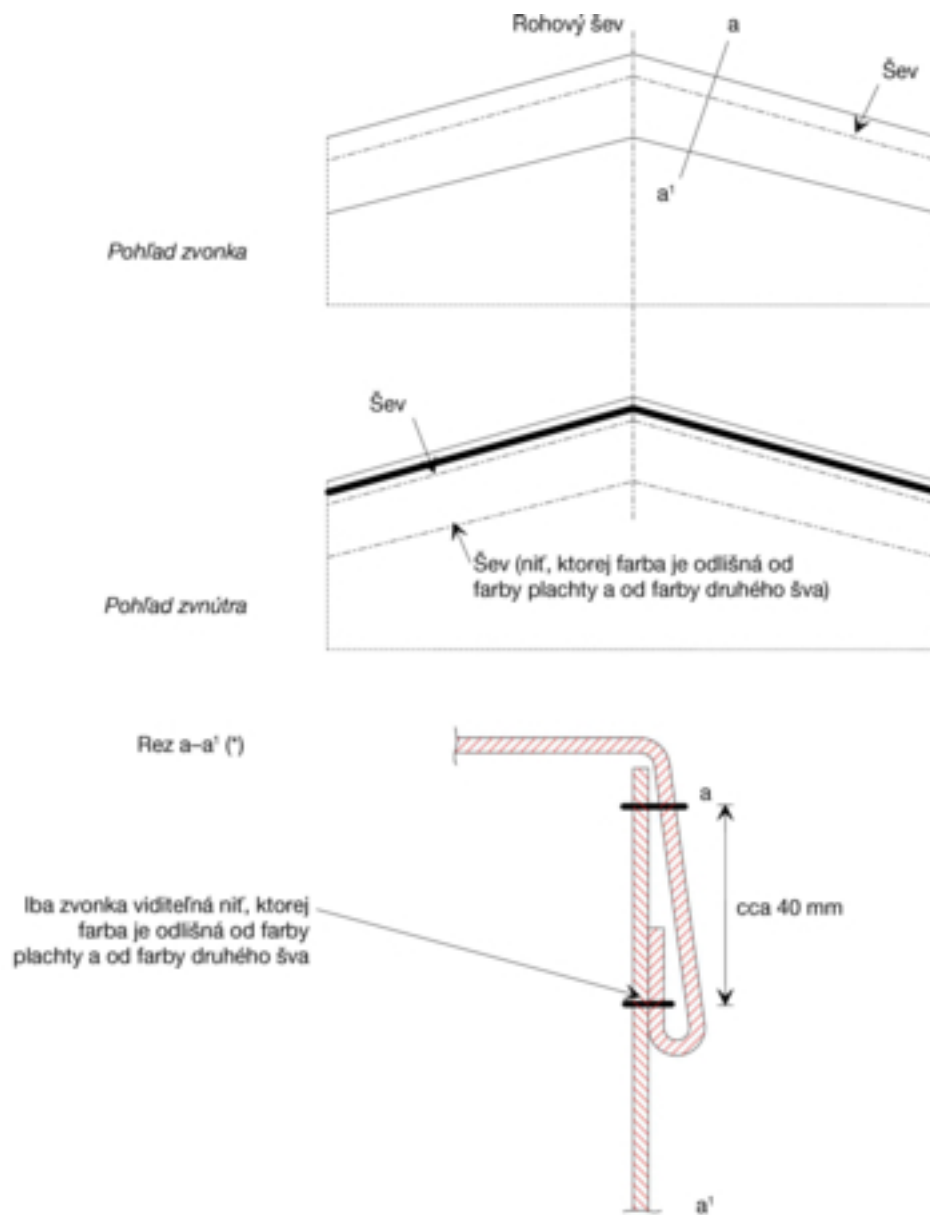 Rohový šev
a
Šev
a¹
Pohľad zvonka
Šev
Šev (niť, ktorej farba je odlišná od
farby plachty a od farby druhého šva)
Pohľad zvnútra
Rez a–a¹ (*)
a
cca 40 mm
Iba zvonka viditeľná niť, ktorej
farba je odlišná od farby
plachty a od farby druhého šva
a¹